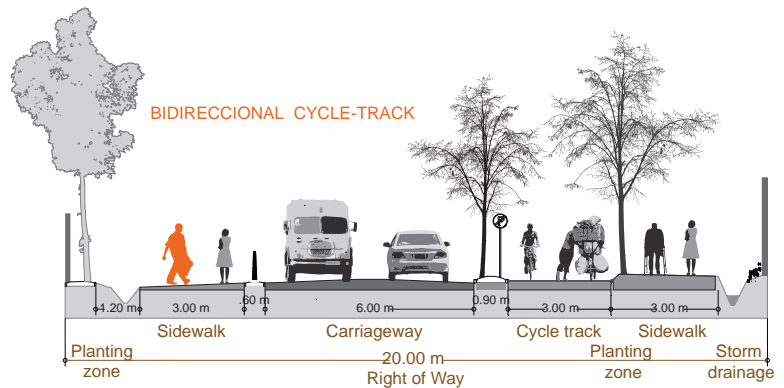 BIDIRECCIONAL CYCLE-TRACK
1.20 m
3.00 m
.60 m
6.00 m
0.90 m
3.00 m
3.00 m
Sidewalk
Carriageway
Cycle track
Sidewalk
Planting
zone
20.00 m
Right of Way
Planting
zone
Storm
drainage